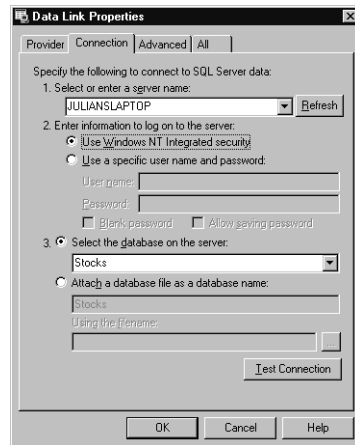 Data Link Properties
Provider Connection Advanced All
Specify the following to connect to SQL Server data:
1. Select or enter a server name:
JULIANSLAPTOP Refresh
2. Enter information to log on to the server:
Use Windows NT Integrated security
Use a specific user name and password:
User name:
Password:
Blank password Allow saving password
3. Select the database on the server:
Stocks
Attach a database file as a database name:
Stocks
Using the filename:
...
Test Connection
OK Cancel Help